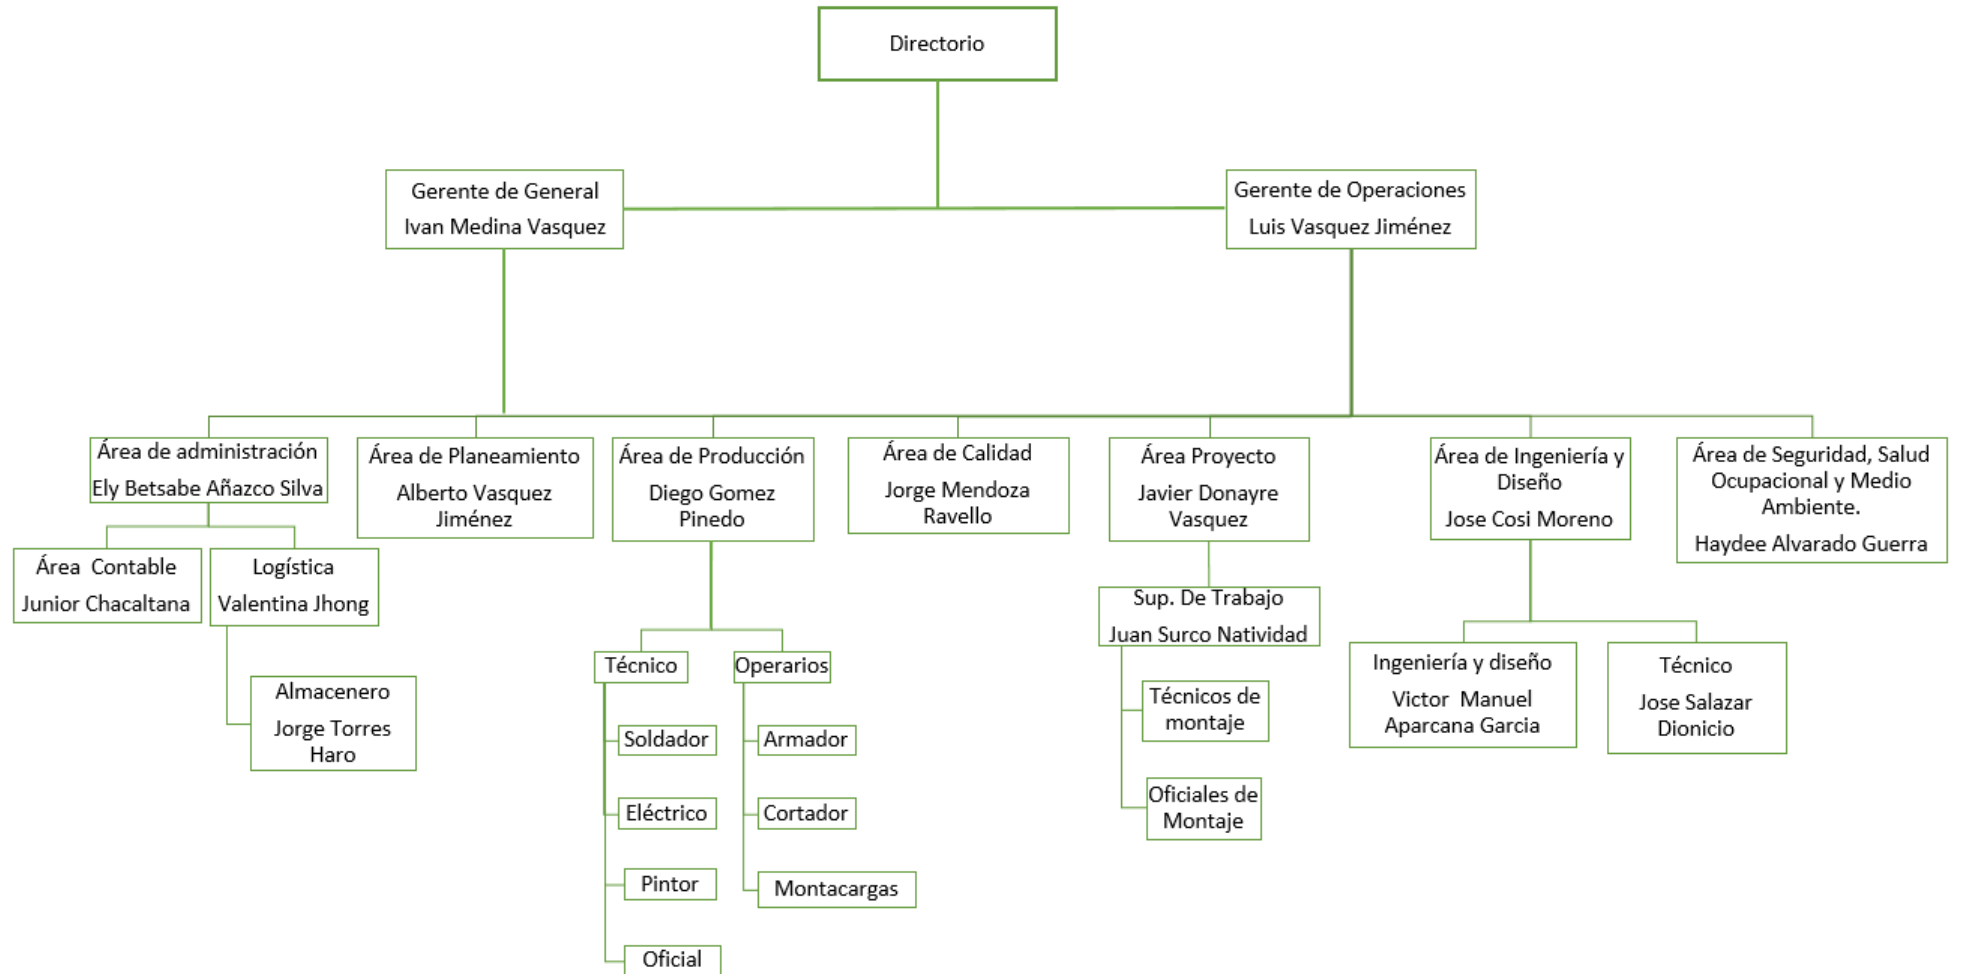 Directorio
Gerente de General
Ivan Medina Vasquez
Gerente de Operaciones
Luis Vasquez Jiménez
Área de administración
Ely Betsabe Añazco Silva
Área de Planeamiento
Alberto Vasquez
Jiménez
Área de Producción
Diego Gomez
Pinedo
Área de Calidad
Jorge Mendoza
Ravello
Área Proyecto
Javier Donayre
Vasquez
Área de Ingeniería y
Diseño
Jose Cosi Moreno
Área de Seguridad, Salud
Ocupacional y Medio
Ambiente.
Haydee Alvarado Guerra
Área  Contable
Junior Chacaltana
Logística
Valentina Jhong
Almacenero
Jorge Torres
Haro
Técnico
Soldador
Eléctrico
Pintor
Oficial
Operarios
Armador
Cortador
Montacargas
Sup. De Trabajo
Juan Surco Natividad
Técnicos de
montaje
Oficiales de
Montaje
Ingeniería y diseño
Victor  Manuel
Aparcana Garcia
Técnico
Jose Salazar
Dionicio